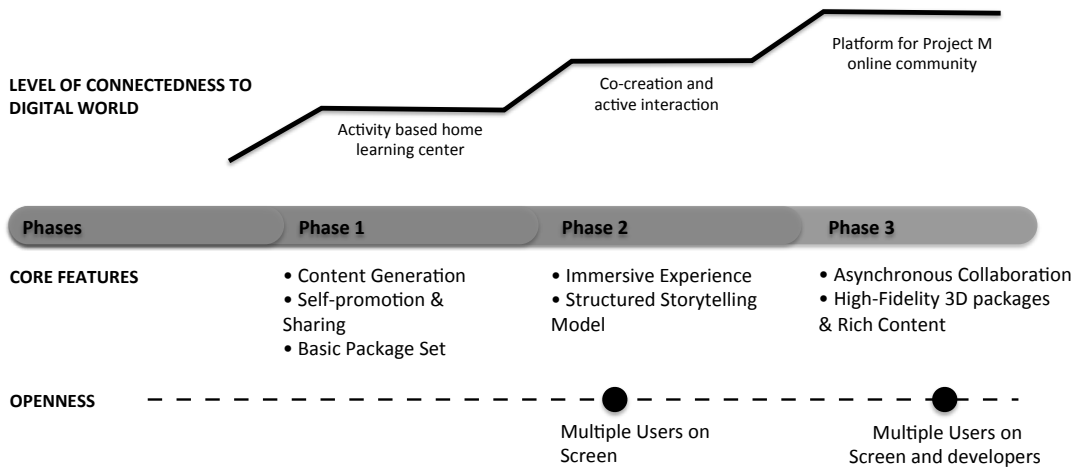 Platform for Project M
online community
LEVEL OF CONNECTEDNESS TO
DIGITAL WORLD
Co-creation and
active interaction
Activity based home
learning center
Phases
Phase 1
Phase 2
Phase 3
CORE FEATURES
• Content Generation
• Self-promotion &
Sharing
• Basic Package Set
• Immersive Experience
• Structured Storytelling
Model
• Asynchronous Collaboration
• High-Fidelity 3D packages
& Rich Content
OPENNESS
Multiple Users on
Screen
Multiple Users on
Screen and developers